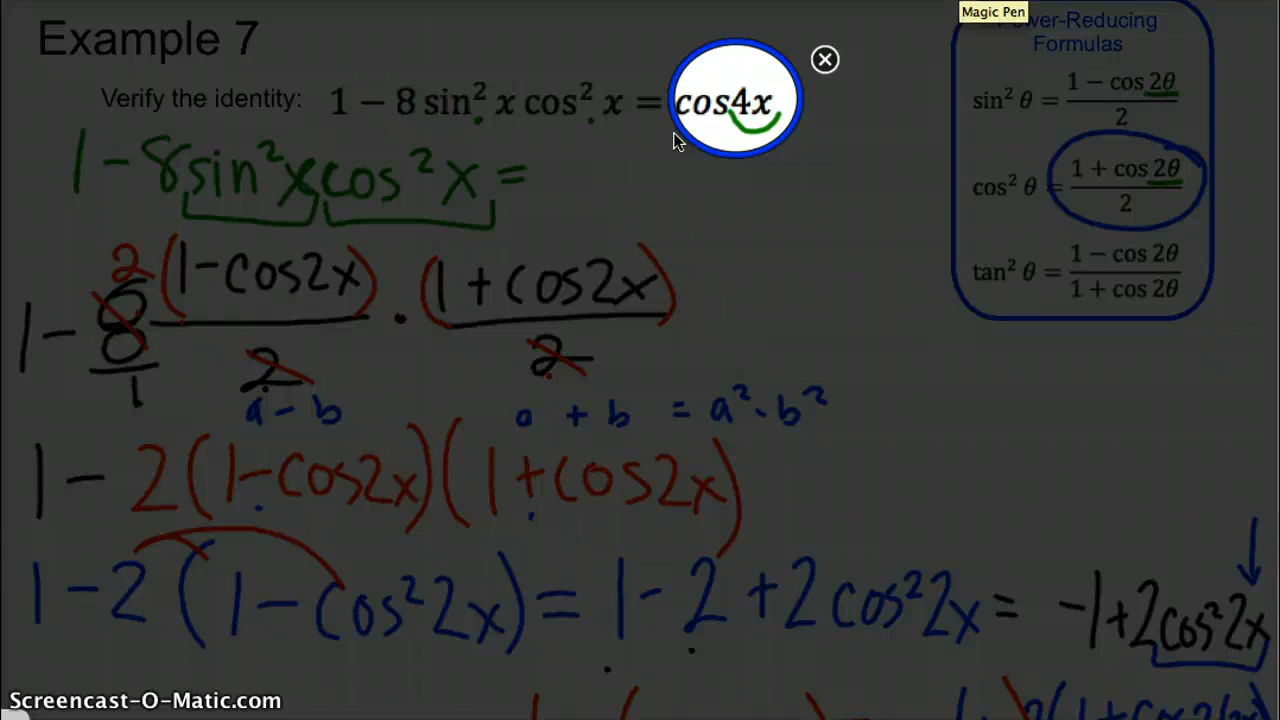 Magic Pen
Example 7
Verify the identity: 1 − 8 sin² x cos² x = cos4x
Power-Reducing
Formulas
sin² θ = (1 − cos 2θ)/2
cos² θ = (1 + cos 2θ)/2
tan² θ = (1 − cos 2θ)/(1 + cos 2θ)
1 − 8sin²x cos²x =
2
1 − 8/1 (1 − cos2x)/2 · (1 + cos2x)/2
a − b a + b = a² - b²
1 − 2(1 − cos2x)(1 + cos2x)
1 − 2(1 − cos²2x) = 1 − 2 + 2cos²2x = −1 + 2cos²2x
Screencast-O-Matic.com